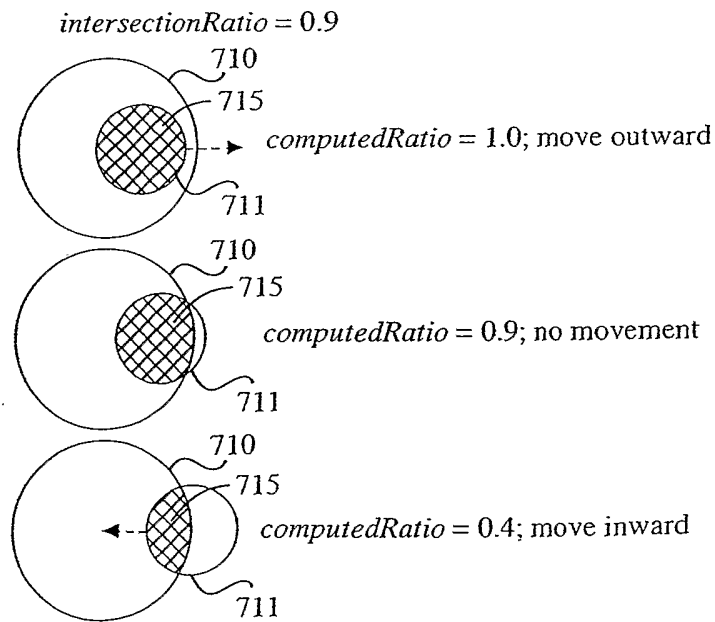 intersectionRatio = 0.9
710
715
computedRatio = 1.0; move outward
711
710
715
computedRatio = 0.9; no movement
711
710
715
computedRatio = 0.4; move inward
711